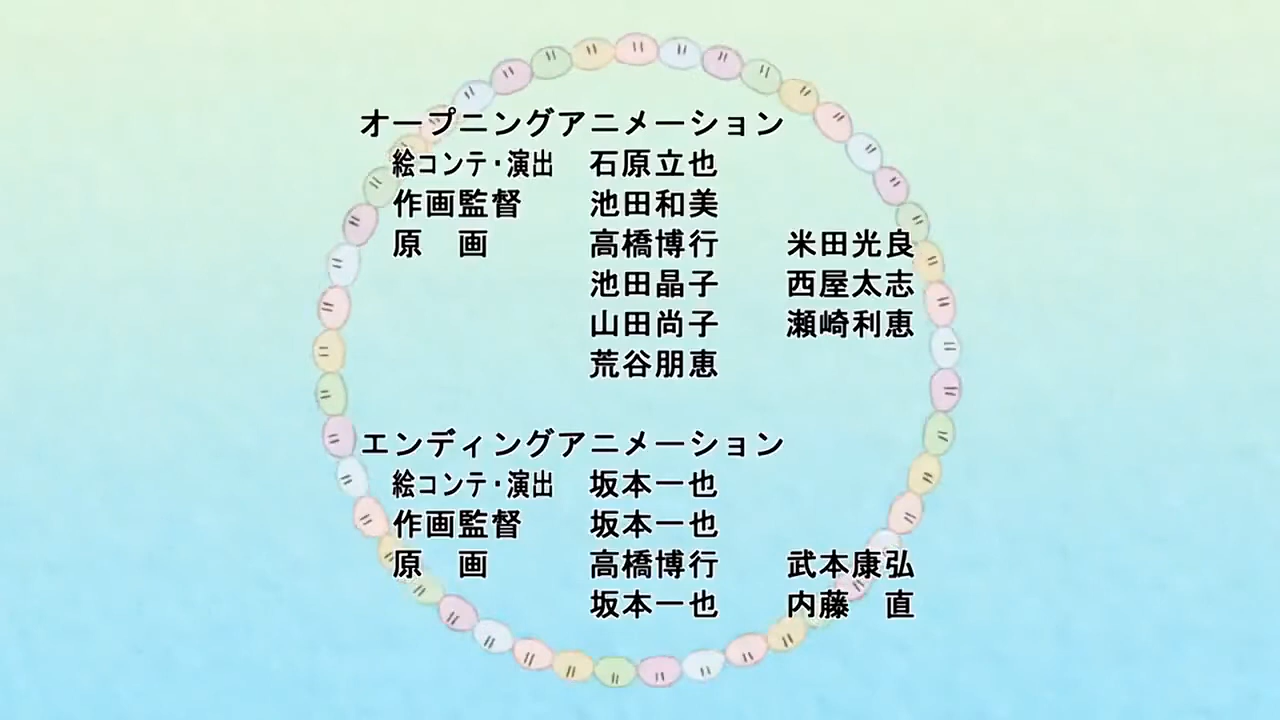 オープニングアニメーション
絵コンテ・演出 石原立也
作画監督 池田和美
原　画 高橋博行 米田光良
池田晶子 西屋太志
山田尚子 瀬崎利恵
荒谷朋恵
エンディングアニメーション
絵コンテ・演出 坂本一也
作画監督 坂本一也
原　画 高橋博行 武本康弘
坂本一也 内藤　直